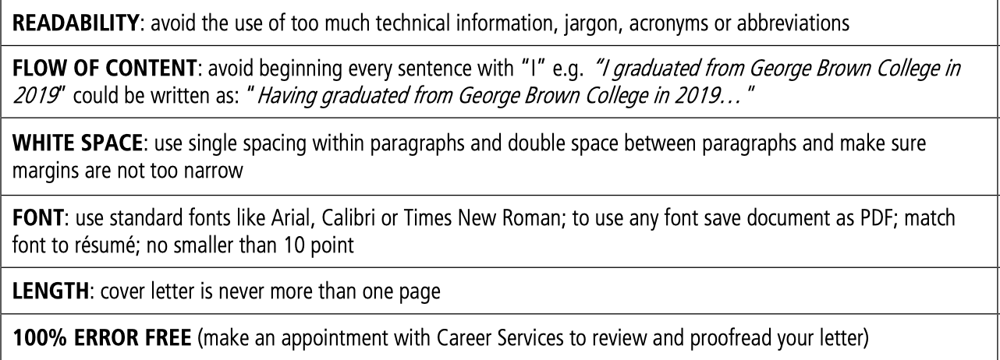 READABILITY: avoid the use of too much technical information, jargon, acronyms or abbreviations
FLOW OF CONTENT: avoid beginning every sentence with "I" e.g. "I graduated from George Brown College in
2019" could be written as: "Having graduated from George Brown College in 2019…"
WHITE SPACE: use single spacing within paragraphs and double space between paragraphs and make sure
margins are not too narrow
FONT: use standard fonts like Arial, Calibri or Times New Roman; to use any font save document as PDF; match
font to résumé; no smaller than 10 point
LENGTH: cover letter is never more than one page
100% ERROR FREE (make an appointment with Career Services to review and proofread your letter)